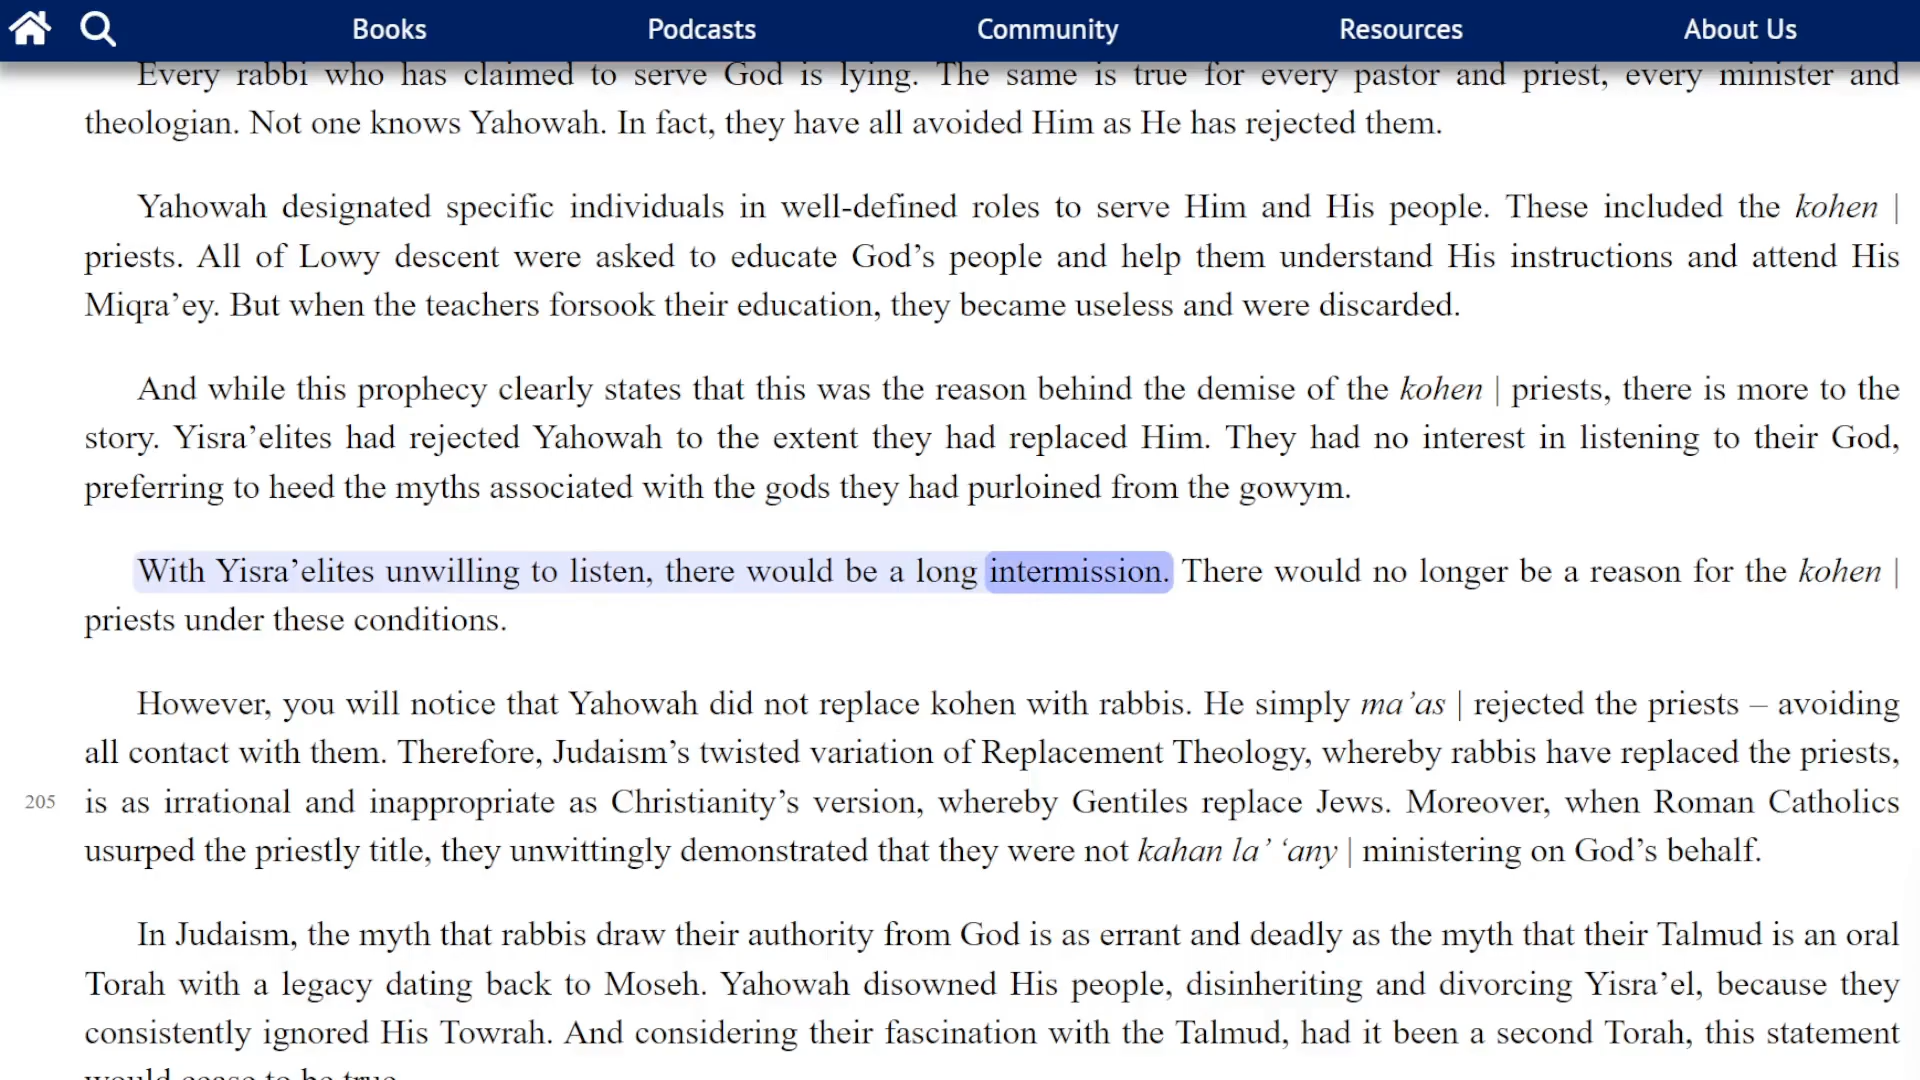 Books Podcasts Community Resources About Us
Every rabbi who has claimed to serve God is lying. The same is true for every pastor and priest, every minister and
theologian. Not one knows Yahowah. In fact, they have all avoided Him as He has rejected them.
Yahowah designated specific individuals in well-defined roles to serve Him and His people. These included the kohen |
priests. All of Lowy descent were asked to educate God’s people and help them understand His instructions and attend His
Miqra’ey. But when the teachers forsook their education, they became useless and were discarded.
And while this prophecy clearly states that this was the reason behind the demise of the kohen | priests, there is more to the
story. Yisra’elites had rejected Yahowah to the extent they had replaced Him. They had no interest in listening to their God,
preferring to heed the myths associated with the gods they had purloined from the gowym.
With Yisra’elites unwilling to listen, there would be a long intermission. There would no longer be a reason for the kohen |
priests under these conditions.
However, you will notice that Yahowah did not replace kohen with rabbis. He simply ma’as | rejected the priests – avoiding
all contact with them. Therefore, Judaism’s twisted variation of Replacement Theology, whereby rabbis have replaced the priests,
205 is as irrational and inappropriate as Christianity’s version, whereby Gentiles replace Jews. Moreover, when Roman Catholics
usurped the priestly title, they unwittingly demonstrated that they were not kahan la’ ‘any | ministering on God’s behalf.
In Judaism, the myth that rabbis draw their authority from God is as errant and deadly as the myth that their Talmud is an oral
Torah with a legacy dating back to Moseh. Yahowah disowned His people, disinheriting and divorcing Yisra’el, because they
consistently ignored His Towrah. And considering their fascination with the Talmud, had it been a second Torah, this statement
would cease to be true.